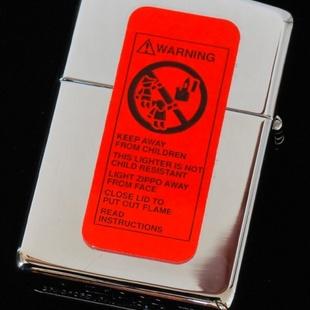 WARNING
KEEP AWAY
FROM CHILDREN
THIS LIGHTER IS NOT
CHILD RESISTANT
LIGHT ZIPPO AWAY
FROM FACE
CLOSE LID TO
PUT OUT FLAME
READ
INSTRUCTIONS